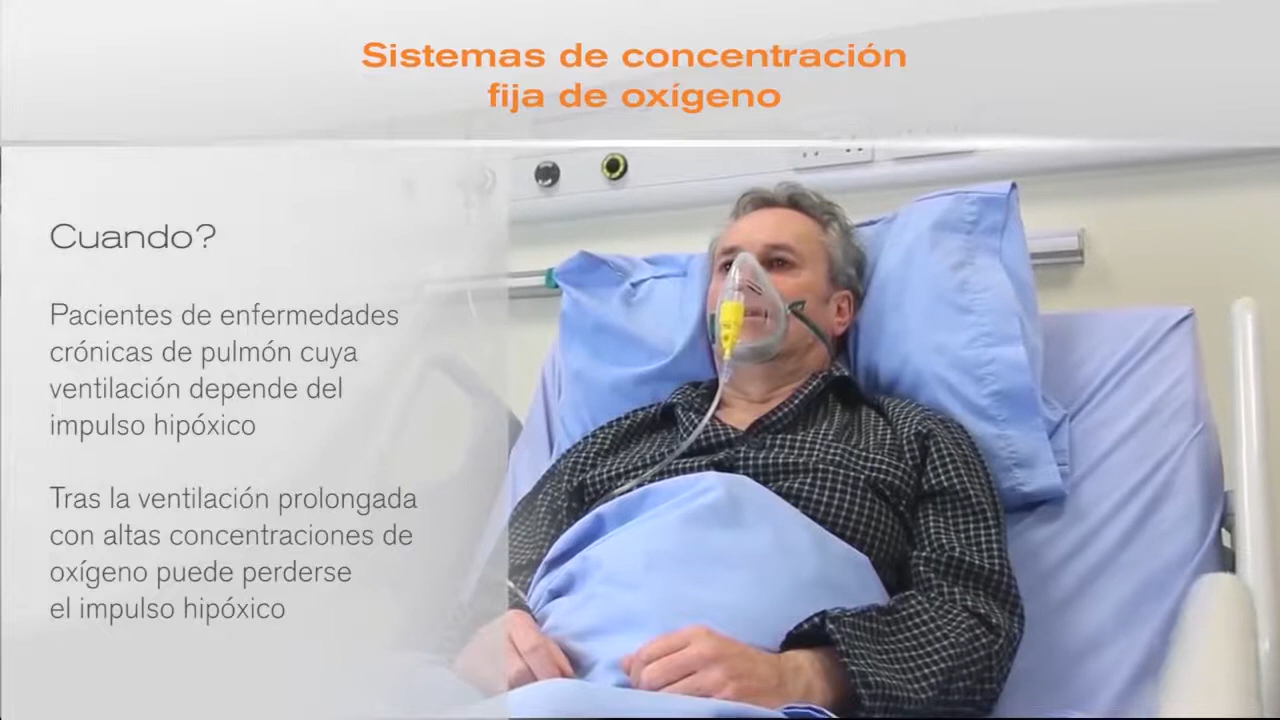 Sistemas de concentración
fija de oxígeno
Cuando?
Pacientes de enfermedades
crónicas de pulmón cuya
ventilación depende del
impulso hipóxico
Tras la ventilación prolongada
con altas concentraciones de
oxígeno puede perderse
el impulso hipóxico